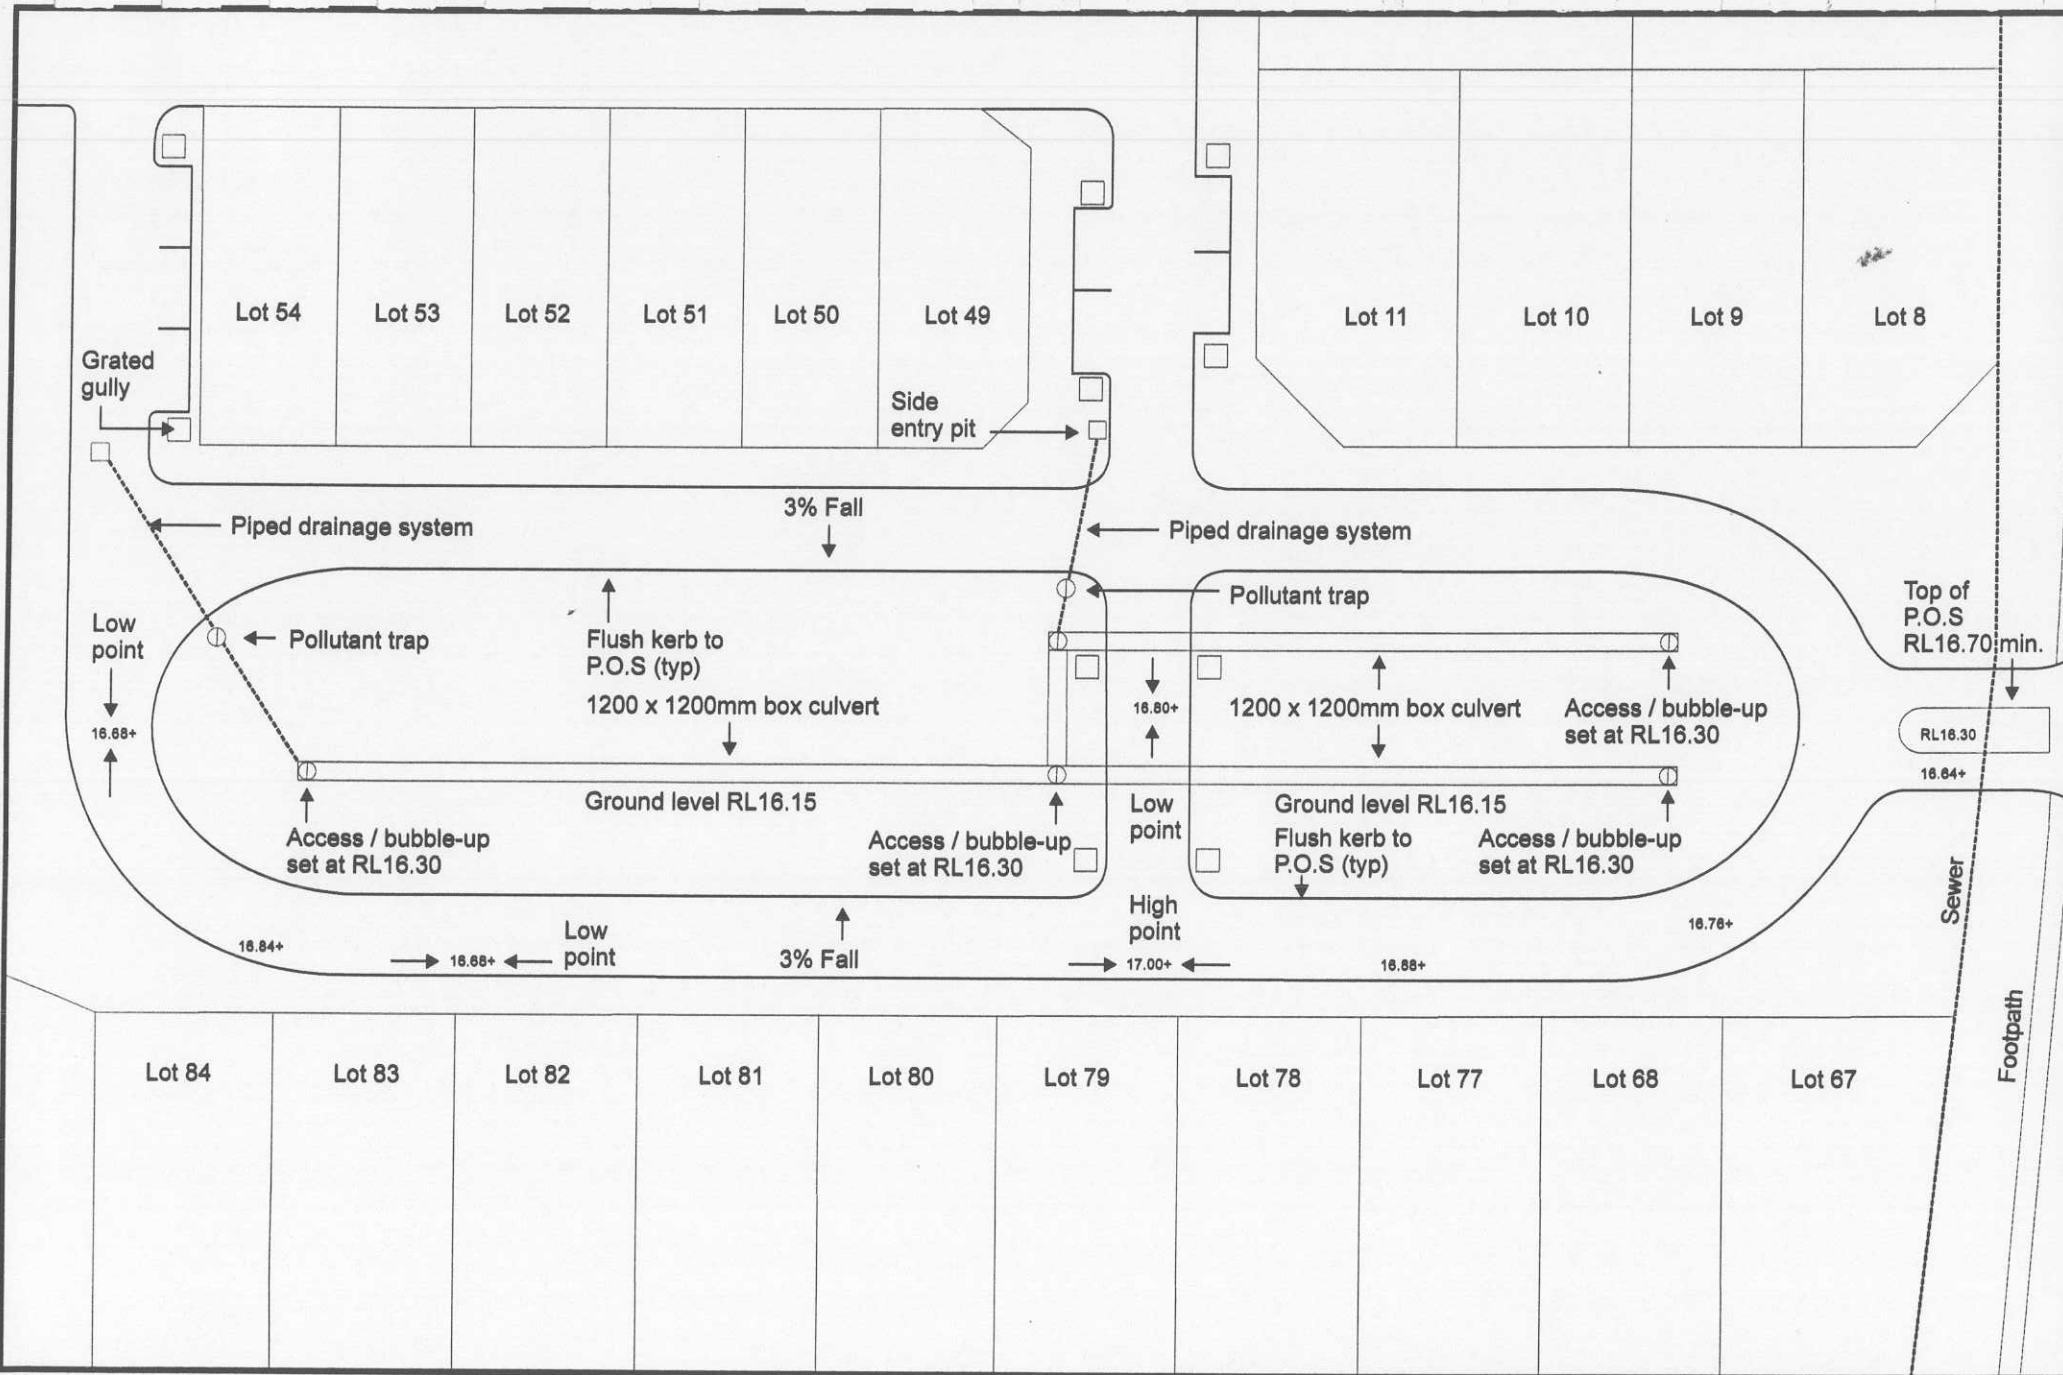 Lot 54
Lot 53
Lot 52
Lot 51
Lot 50
Lot 49
Lot 11
Lot 10
Lot 9
Lot 8
Grated
gully
Side
entry pit
3% Fall
Piped drainage system
Piped drainage system
Pollutant trap
Top of
P.O.S
RL16.70 min.
Low
point
Pollutant trap
Flush kerb to
P.O.S (typ)
1200 x 1200mm box culvert
16.80+
1200 x 1200mm box culvert
Access / bubble-up
set at RL16.30
16.68+
RL16.30
16.64+
Ground level RL16.15
Low
point
Ground level RL16.15
Access / bubble-up
set at RL16.30
Access / bubble-up
set at RL16.30
Flush kerb to
P.O.S (typ)
Access / bubble-up
set at RL16.30
Sewer
High
point
16.76+
16.84+
16.68+
Low
point
3% Fall
17.00+
16.88+
Footpath
Lot 84
Lot 83
Lot 82
Lot 81
Lot 80
Lot 79
Lot 78
Lot 77
Lot 68
Lot 67